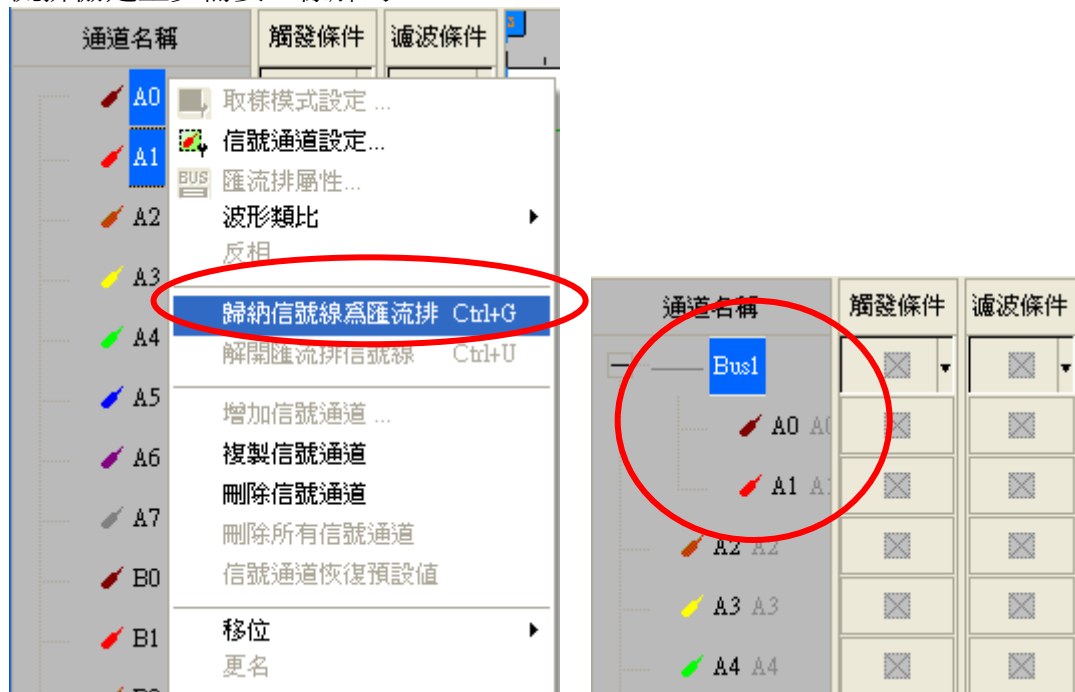 通道名稱 觸發條件 濾波條件
A0
取樣模式設定 ...
信號通道設定...
A1
BUS 匯流排屬性...
A2
波形類比
反相
A3
歸納信號線為匯流排 Ctrl+G
A4
解開匯流排信號線 Ctrl+U
A5
增加信號通道 ...
A6
複製信號通道
刪除信號通道
A7
刪除所有信號通道
B0
信號通道恢復預設值
B1
移位
更名
通道名稱 觸發條件 濾波條件
Bus1
A0
A1
A2 A2
A3 A3
A4 A4